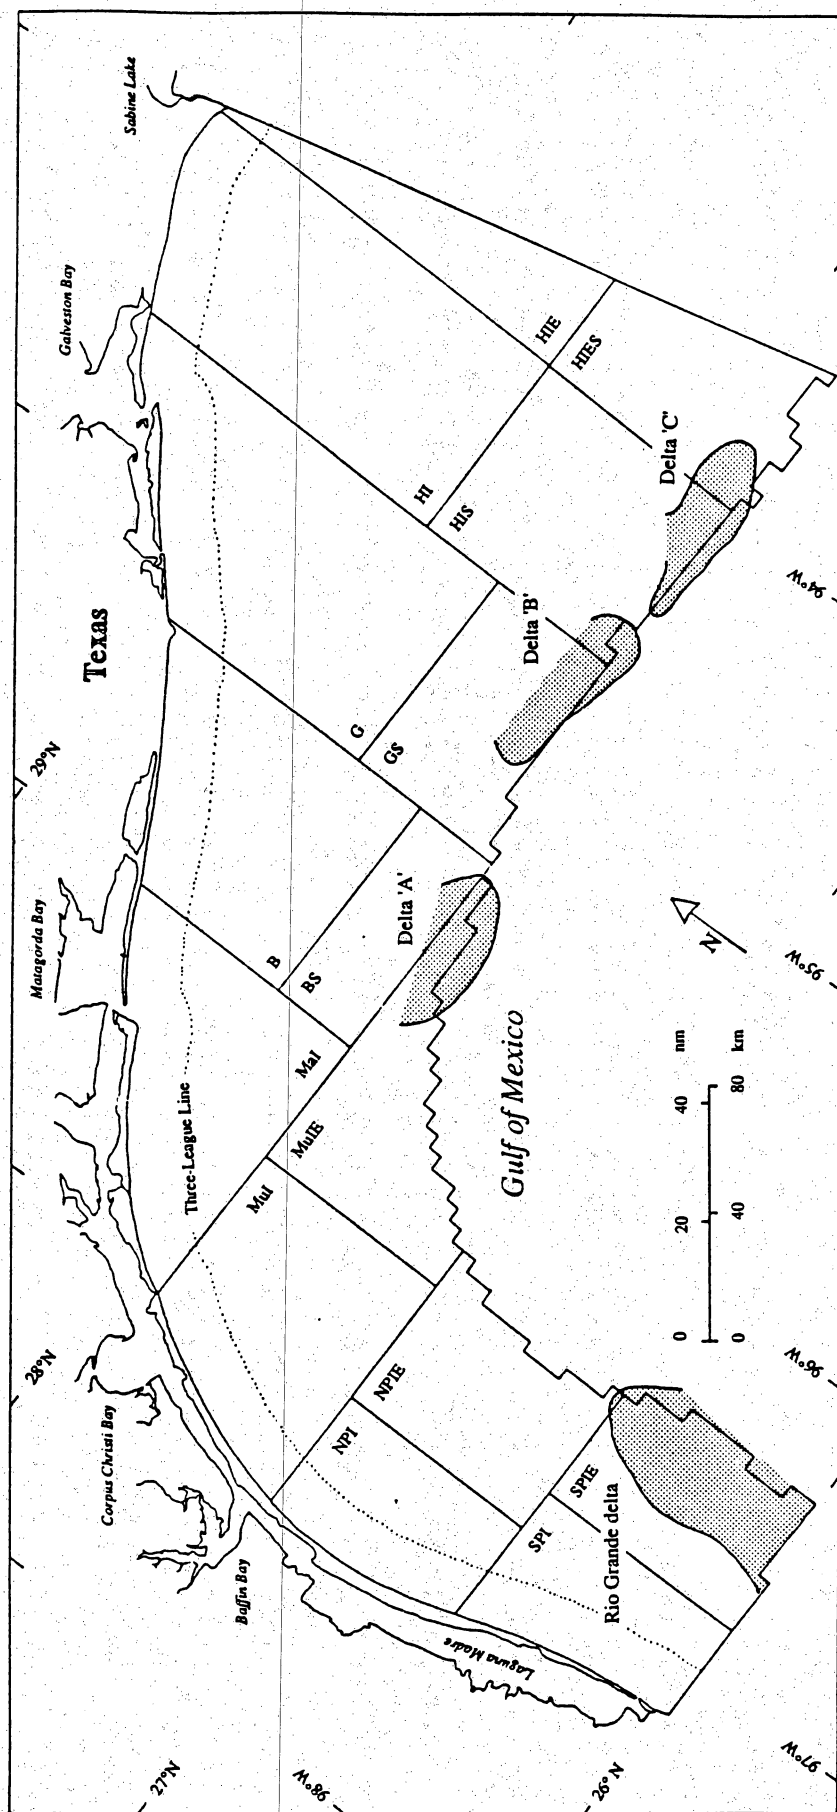 Sabine Lake
Galveston Bay
Texas
29°N
Matagorda Bay
Three-League Line
28°N
Corpus Christi Bay
Baffin Bay
Laguna Madre
27°N
98°W
26°N
97°W
HIE
HIES
HI
HIS
Delta 'C'
94°W
Delta 'B'
G
GS
Delta 'A'
B
BS
MaI
MuIE
MuI
N
95°W
Gulf of Mexico
0 20 40 nm
0 40 80 km
96°W
NPIE
NPI
SPIE
SPI
Rio Grande delta